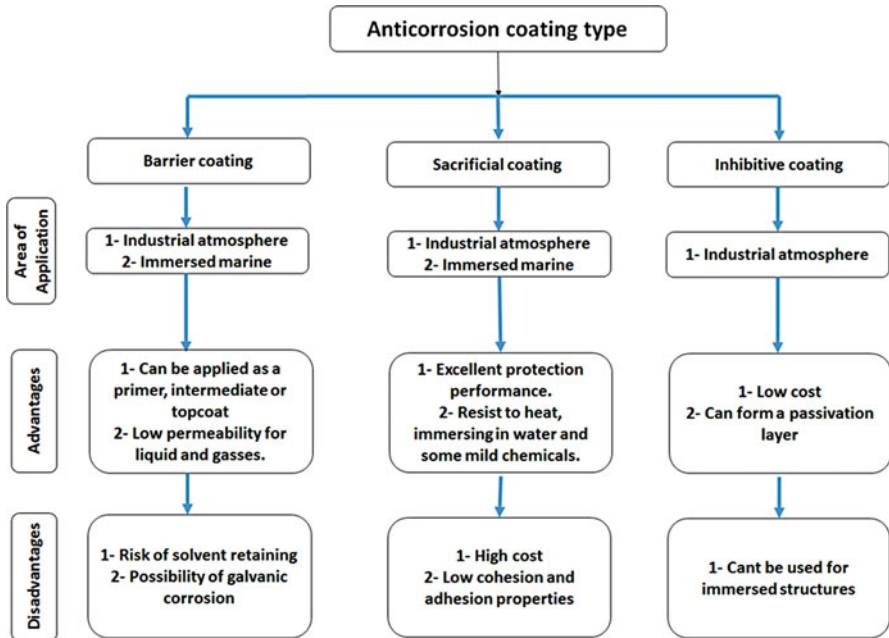 Anticorrosion coating type
Barrier coating
Sacrificial coating
Inhibitive coating
Area of
Application
1- Industrial atmosphere
2- Immersed marine
1- Industrial atmosphere
2- Immersed marine
1- Industrial atmosphere
Advantages
1- Can be applied as a
primer, intermediate or
topcoat
2- Low permeability for
liquid and gasses.
1- Excellent protection
performance.
2- Resist to heat,
immersing in water and
some mild chemicals.
1- Low cost
2- Can form a passivation
layer
Disadvantages
1- Risk of solvent retaining
2- Possibility of galvanic
corrosion
1- High cost
2- Low cohesion and
adhesion properties
1- Cant be used for
immersed structures